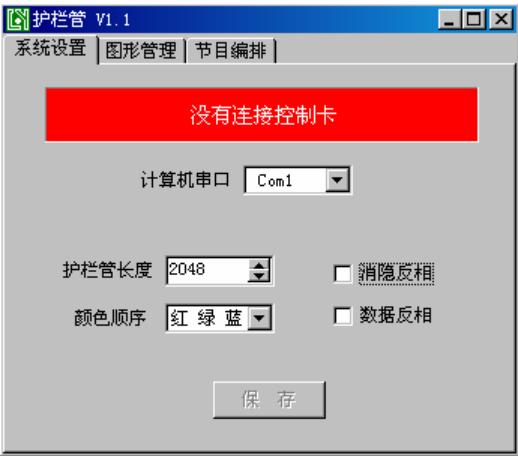 护栏管 V1.1
系统设置 图形管理 节目编排
没有连接控制卡
计算机串口 Com1
护栏管长度 2048 消隐反相
颜色顺序 红 绿 蓝 数据反相
保 存